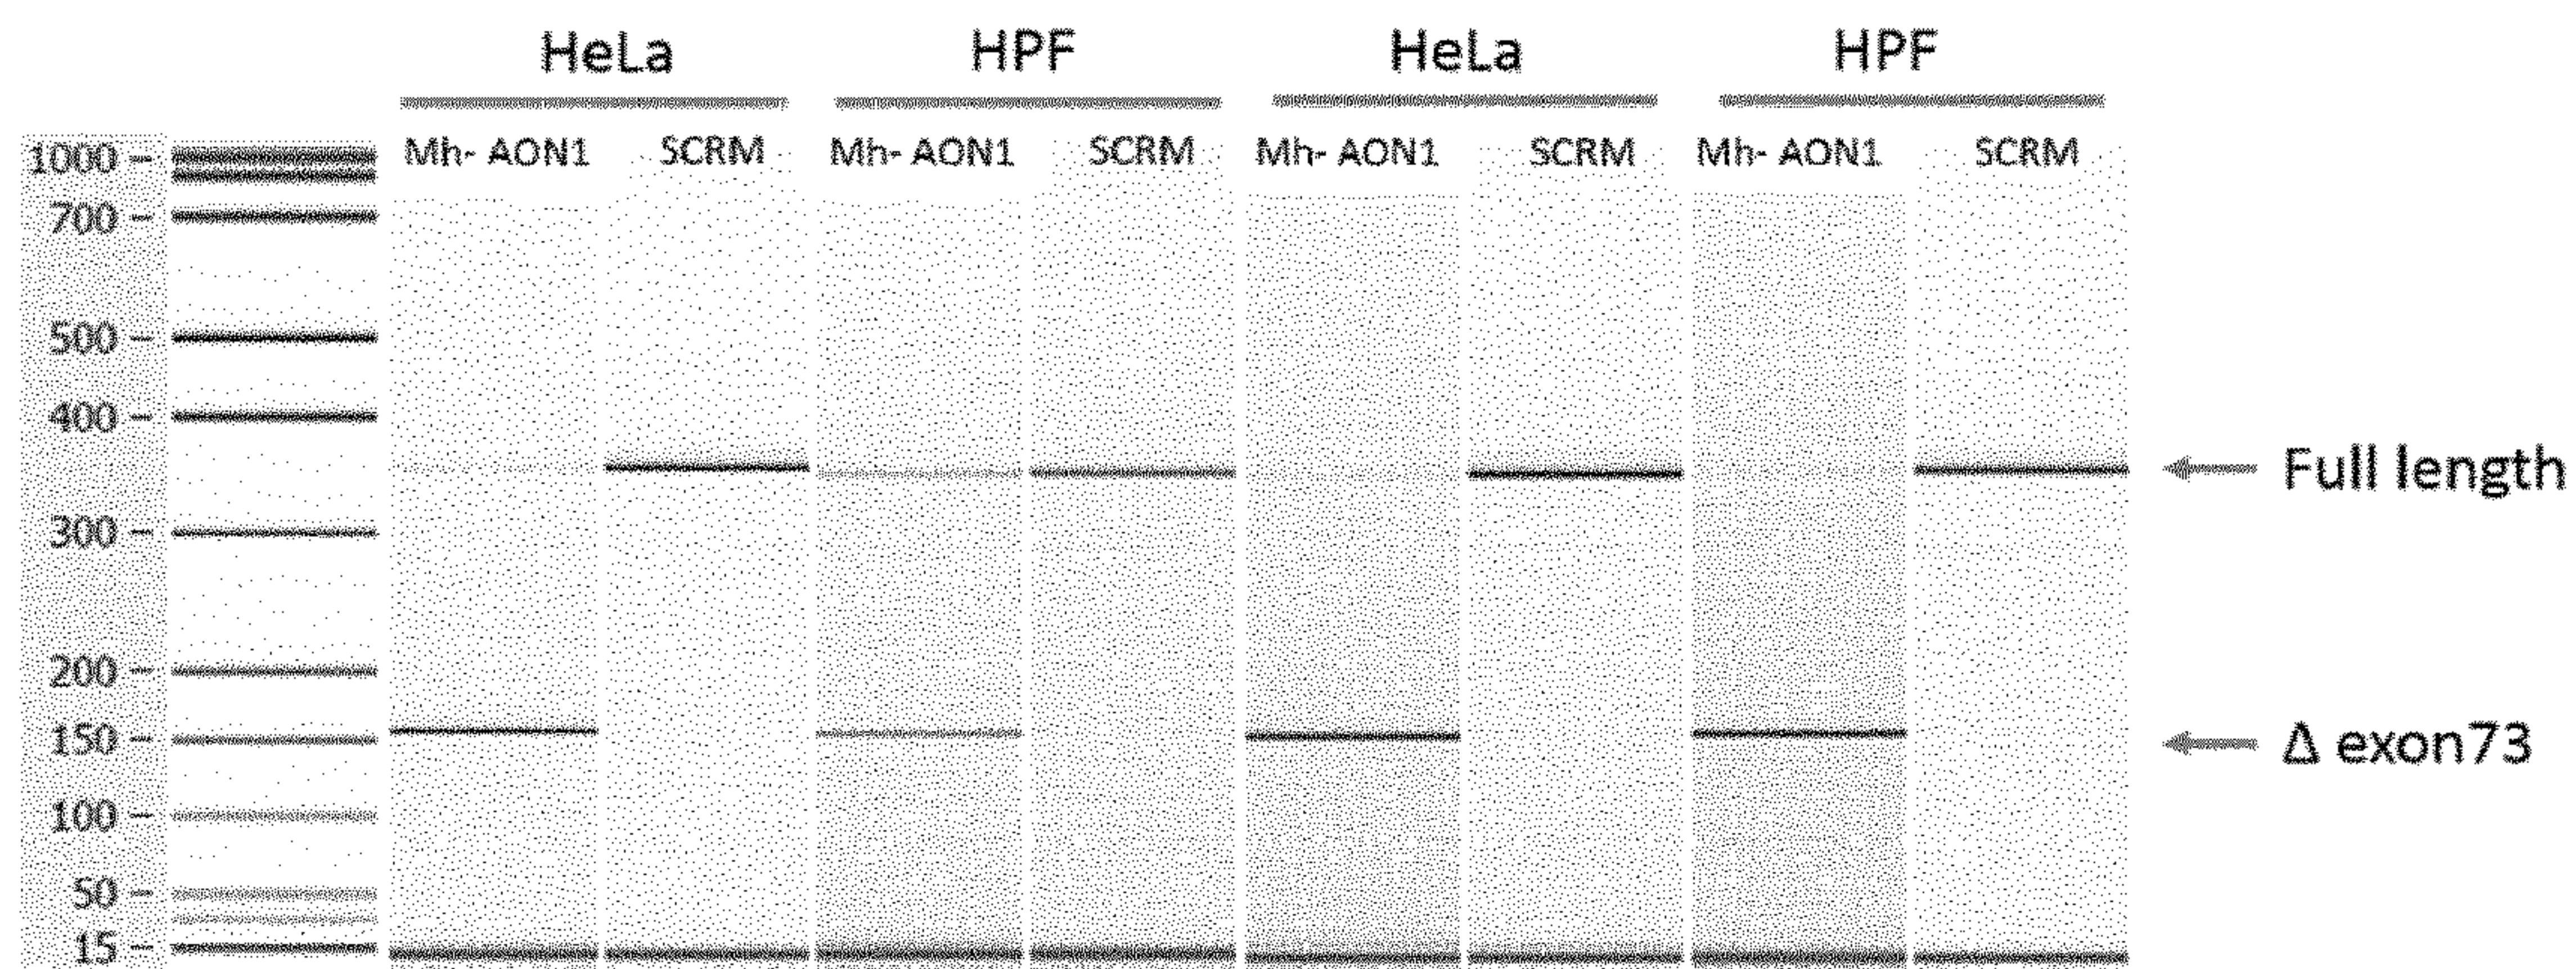 HeLa HPF HeLa HPF
Mh- AON1 SCRM Mh- AON1 SCRM Mh- AON1 SCRM Mh- AON1 SCRM
1000 –
700 –
500 –
400 –
Full length
300 –
200 –
150 –
Δ exon73
100 –
50 –
15 –